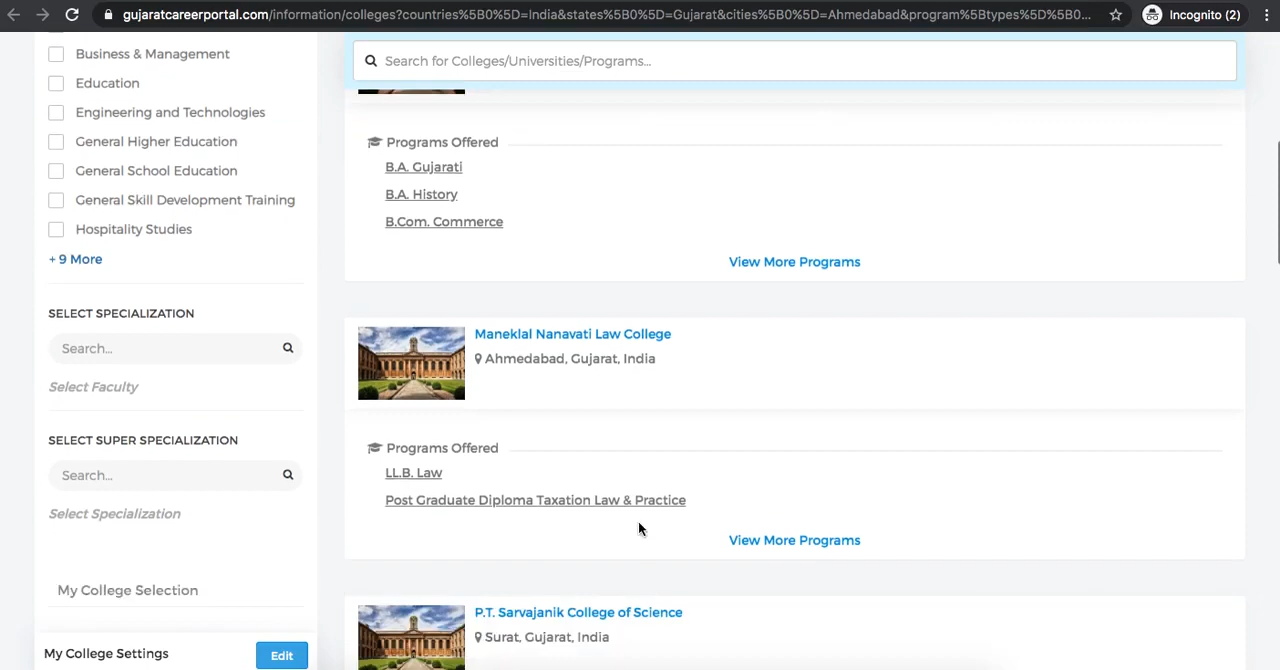 gujaratcareerportal.com/information/colleges?countries%5B0%5D=India&states%5B0%5D=Gujarat&cities%5B0%5D=Ahmedabad&program%5Btypes%5D%5B0...
Incognito (2)
Business & Management
Education
Engineering and Technologies
General Higher Education
General School Education
General Skill Development Training
Hospitality Studies
+ 9 More
SELECT SPECIALIZATION
Search...
Select Faculty
SELECT SUPER SPECIALIZATION
Search...
Select Specialization
My College Selection
My College Settings
Edit
Search for Colleges/Universities/Programs...
Programs Offered
B.A. Gujarati
B.A. History
B.Com. Commerce
View More Programs
Maneklal Nanavati Law College
Ahmedabad, Gujarat, India
Programs Offered
LL.B. Law
Post Graduate Diploma Taxation Law & Practice
View More Programs
P.T. Sarvajanik College of Science
Surat, Gujarat, India